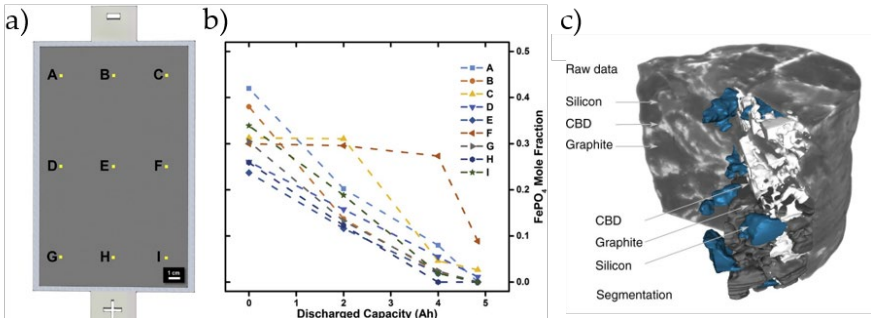 a)
A B C
D E F
G H I
1 cm
b)
A
B
C
D
E
F
G
H
I
0.5
0.4
0.3
0.2
0.1
0.0
FePO4 Mole Fraction
0 1 2 3 4 5
Discharged Capacity (Ah)
c)
Raw data
Silicon
CBD
Graphite
CBD
Graphite
Silicon
Segmentation